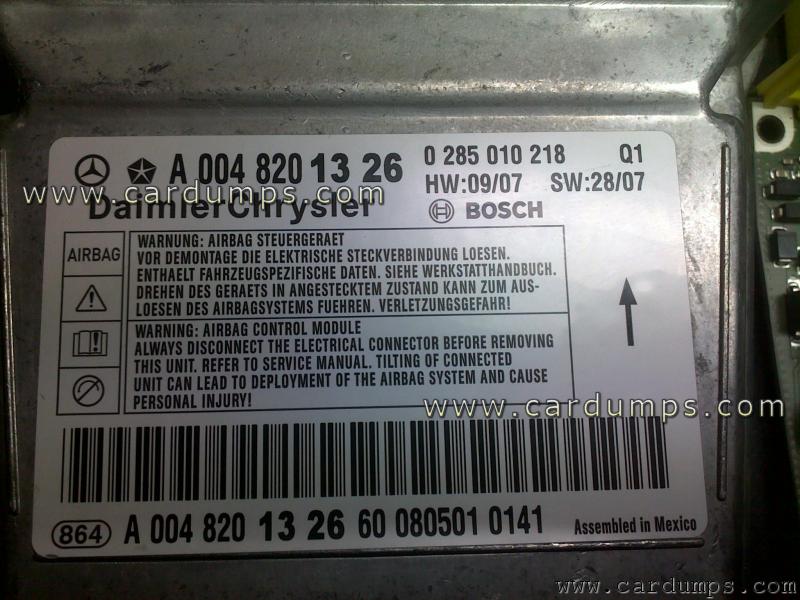 A 004 820 13 26 0 285 010 218 Q1
HW:09/07 SW:28/07
www.cardumps.com
DaimlerChrysler BOSCH
AIRBAG
WARNUNG: AIRBAG STEUERGERAET
VOR DEMONTAGE DIE ELEKTRISCHE STECKVERBINDUNG LOESEN.
ENTHAELT FAHRZEUGSPEZIFISCHE DATEN. SIEHE WERKSTATTHANDBUCH.
DREHEN DES GERAETS IN ANGESTECKTEM ZUSTAND KANN ZUM AUS-
LOESEN DES AIRBAGSYSTEMS FUEHREN. VERLETZUNGSGEFAHR!
WARNING: AIRBAG CONTROL MODULE
ALWAYS DISCONNECT THE ELECTRICAL CONNECTOR BEFORE REMOVING
THIS UNIT. REFER TO SERVICE MANUAL. TILTING OF CONNECTED
UNIT CAN LEAD TO DEPLOYMENT OF THE AIRBAG SYSTEM AND CAUSE
PERSONAL INJURY!
www.cardumps.com
864 A 004 820 13 26 60 080501 0141 Assembled in Mexico
www.cardumps.com